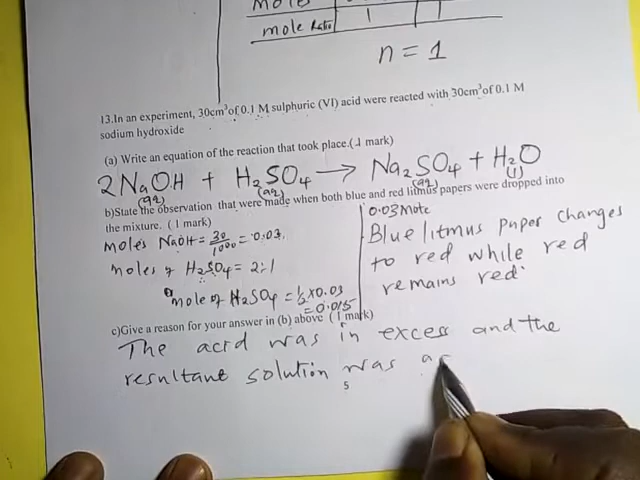 mole Ratio 1 1
n = 1
13.In an experiment, 30cm³of 0.1 M sulphuric (VI) acid were reacted with 30cm³of 0.1 M
sodium hydroxide
(a) Write an equation of the reaction that took place.(.1 mark)
2NaOH(aq) + H₂SO₄(aq) → Na₂SO₄(aq) + H₂O(l)
b)State the observation that were made when both blue and red litmus papers were dropped into
the mixture. ( 1 mark)
moles NaOH = 30/1000 = 0.03.
moles of H₂SO₄ = 2:1
mole of H₂SO₄ = ½ x 0.03
= 0.015
0.03 Mole
Blue litmus paper changes
to red while red
remains red.
c)Give a reason for your answer in (b) above ( 1 mark)
The acid was in excess and the
resultant solution was